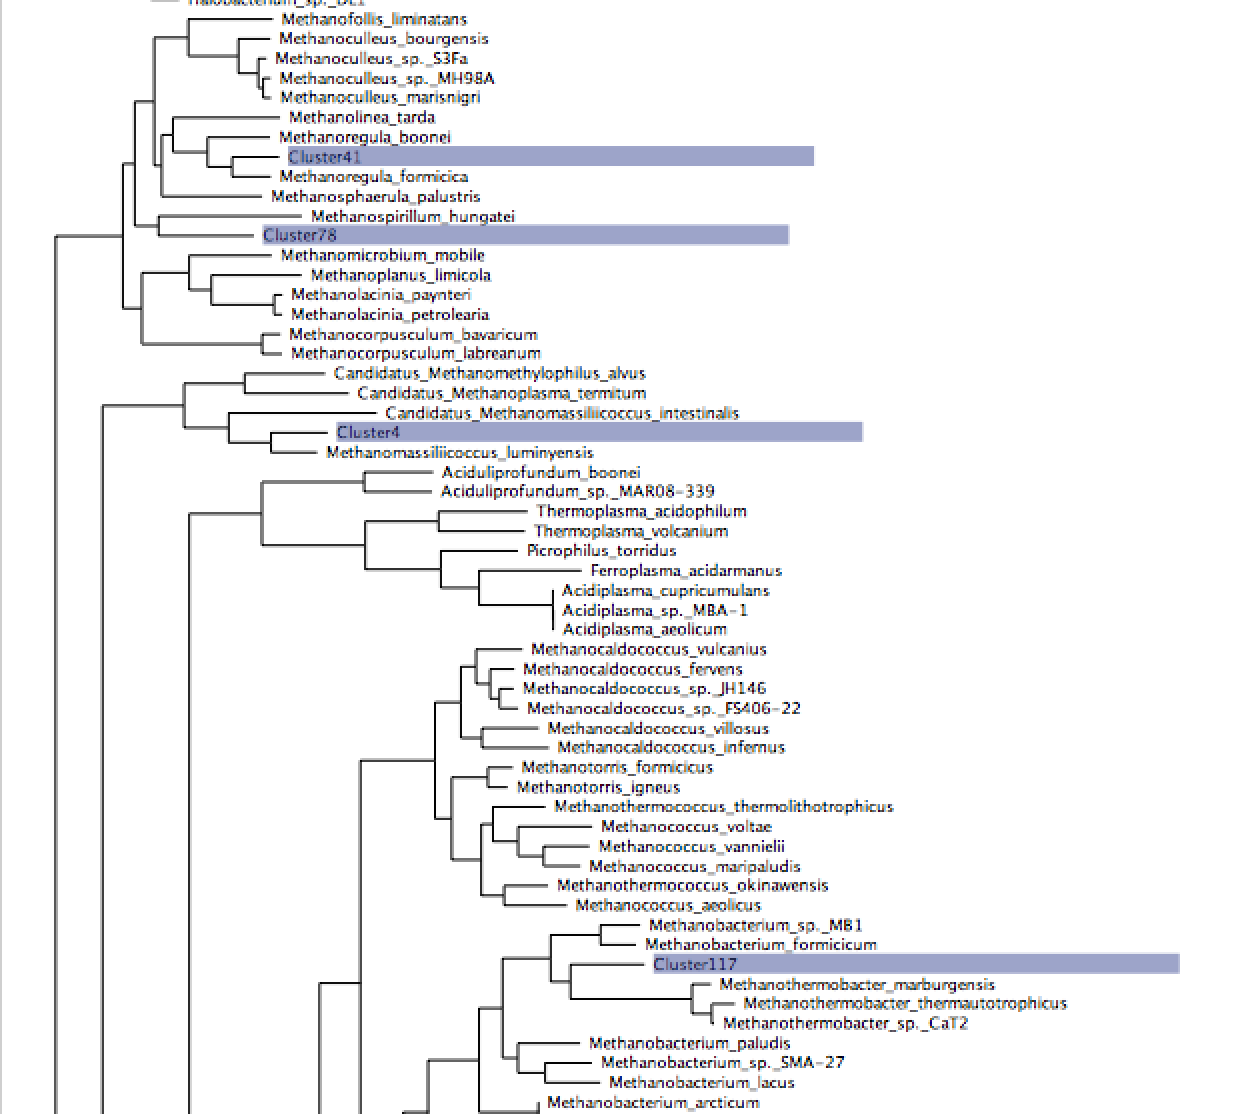 Halobacterium_sp._DL1
Methanofollis_liminatans
Methanoculleus_bourgensis
Methanoculleus_sp._S3Fa
Methanoculleus_sp._MH98A
Methanoculleus_marisnigri
Methanolinea_tarda
Methanoregula_boonei
Cluster41
Methanoregula_formicica
Methanosphaerula_palustris
Methanospirillum_hungatei
Cluster78
Methanomicrobium_mobile
Methanoplanus_limicola
Methanolacinia_paynteri
Methanolacinia_petrolearia
Methanocorpusculum_bavaricum
Methanocorpusculum_labreanum
Candidatus_Methanomethylophilus_alvus
Candidatus_Methanoplasma_termitum
Candidatus_Methanomassiliicoccus_intestinalis
Cluster4
Methanomassiliicoccus_luminyensis
Aciduliprofundum_boonei
Aciduliprofundum_sp._MAR08-339
Thermoplasma_acidophilum
Thermoplasma_volcanium
Picrophilus_torridus
Ferroplasma_acidarmanus
Acidiplasma_cupricumulans
Acidiplasma_sp._MBA-1
Acidiplasma_aeolicum
Methanocaldococcus_vulcanius
Methanocaldococcus_fervens
Methanocaldococcus_sp._JH146
Methanocaldococcus_sp._FS406-22
Methanocaldococcus_villosus
Methanocaldococcus_infernus
Methanotorris_formicicus
Methanotorris_igneus
Methanothermococcus_thermolithotrophicus
Methanococcus_voltae
Methanococcus_vannielii
Methanococcus_maripaludis
Methanothermococcus_okinawensis
Methanococcus_aeolicus
Methanobacterium_sp._MB1
Methanobacterium_formicicum
Cluster117
Methanothermobacter_marburgensis
Methanothermobacter_thermautotrophicus
Methanothermobacter_sp._CaT2
Methanobacterium_paludis
Methanobacterium_sp._SMA-27
Methanobacterium_lacus
Methanobacterium_arcticum